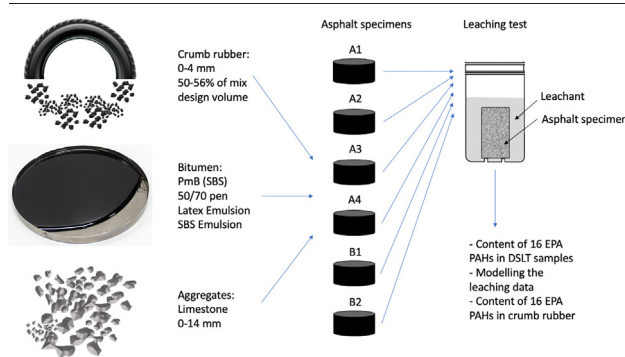 Asphalt specimens
Leaching test
Crumb rubber:
0-4 mm
50-56% of mix
design volume
Bitumen:
PmB (SBS)
50/70 pen
Latex Emulsion
SBS Emulsion
Aggregates:
Limestone
0-14 mm
A1
A2
A3
A4
B1
B2
Leachant
Asphalt specimen
- Content of 16 EPA
PAHs in DSLT samples
- Modelling the
leaching data
- Content of 16 EPA
PAHs in crumb rubber